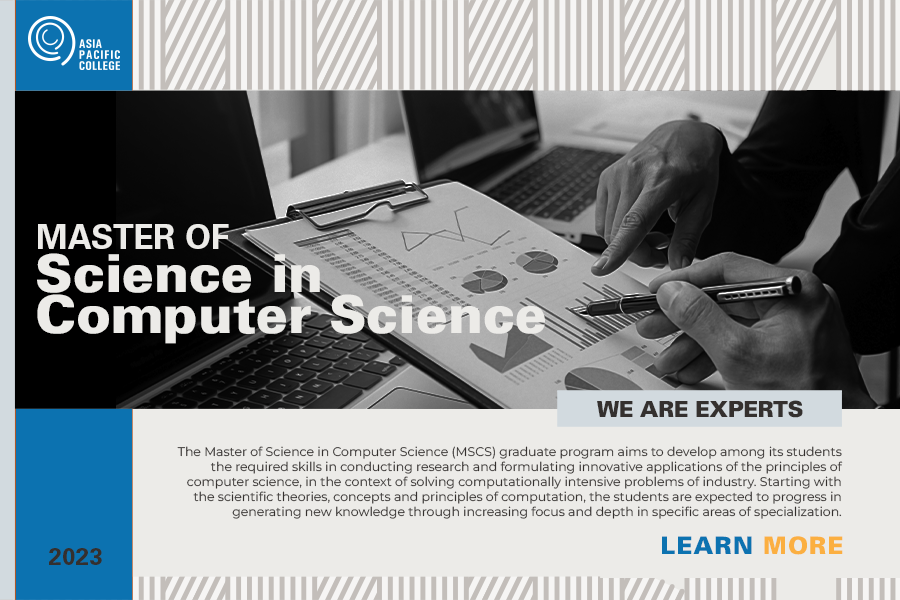 ASIA
PACIFIC
COLLEGE
MASTER OF
Science in
Computer Science
WE ARE EXPERTS
The Master of Science in Computer Science (MSCS) graduate program aims to develop among its students
the required skills in conducting research and formulating innovative applications of the principles of
computer science, in the context of solving computationally intensive problems of industry. Starting with
the scientific theories, concepts and principles of computation, the students are expected to progress in
generating new knowledge through increasing focus and depth in specific areas of specialization.
LEARN MORE
2023